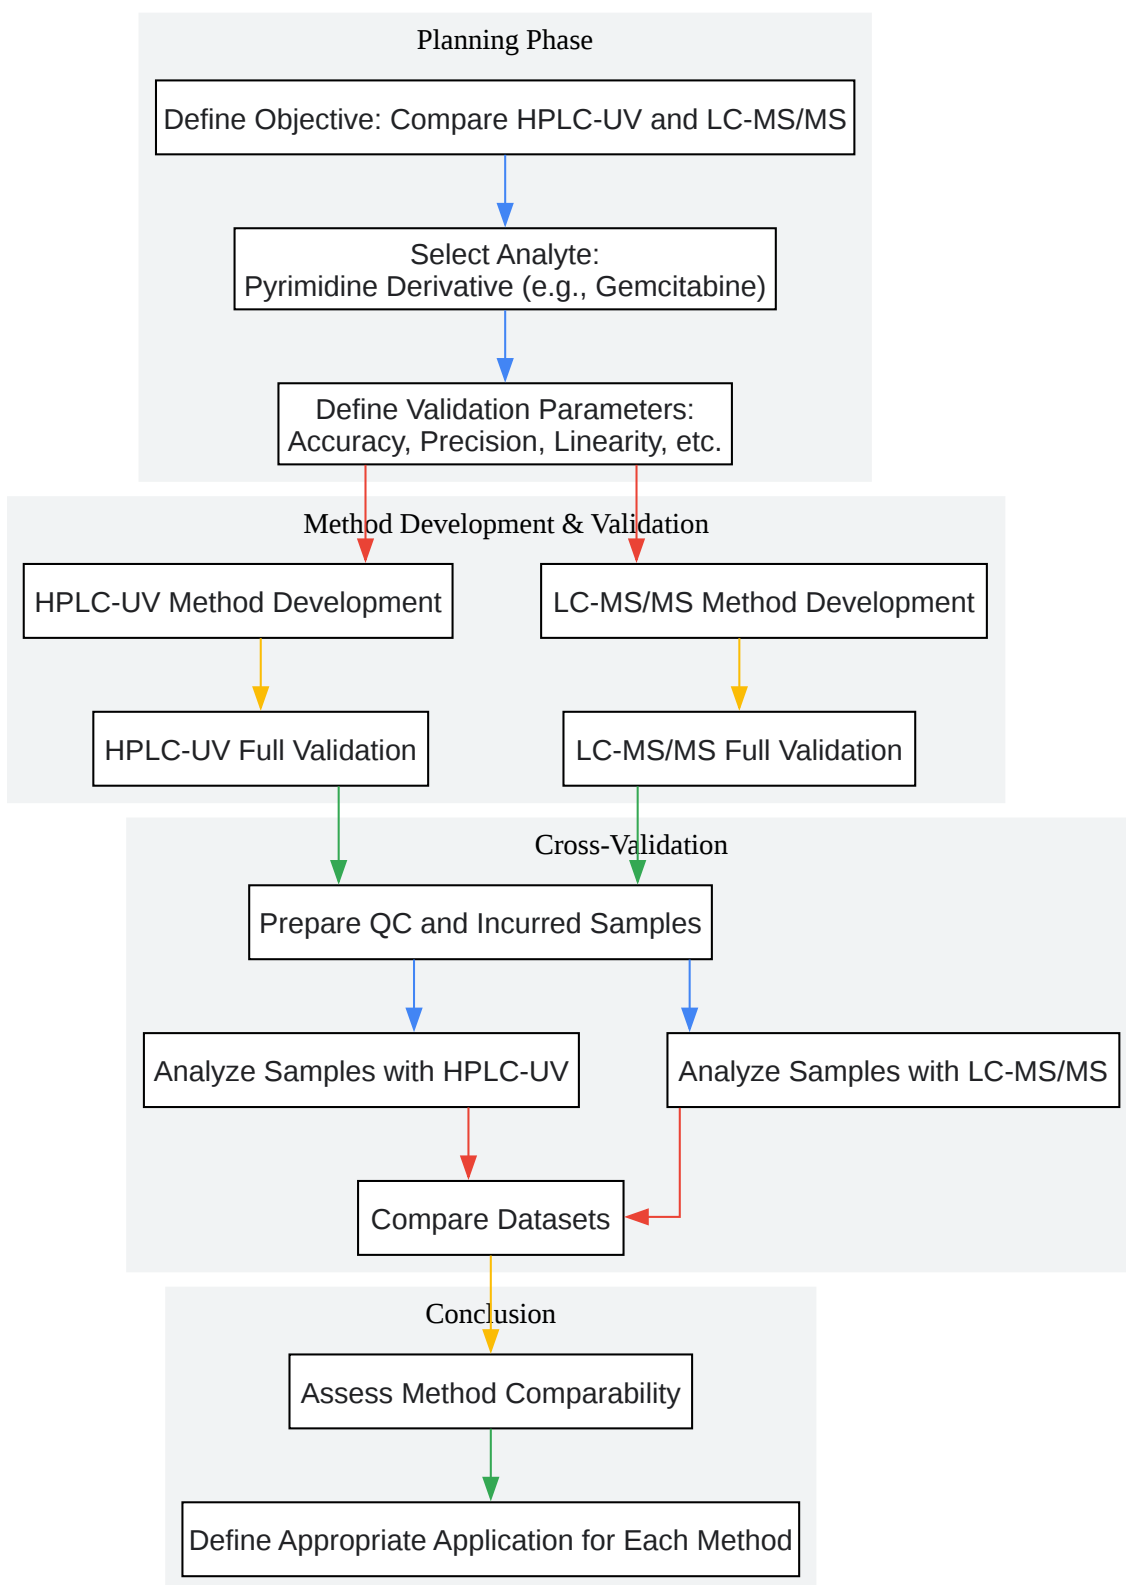 Planning Phase
Define Objective: Compare HPLC-UV and LC-MS/MS
Select Analyte:
Pyrimidine Derivative (e.g., Gemcitabine)
Define Validation Parameters:
Accuracy, Precision, Linearity, etc.
Method Development & Validation
HPLC-UV Method Development
LC-MS/MS Method Development
HPLC-UV Full Validation
LC-MS/MS Full Validation
Cross-Validation
Prepare QC and Incurred Samples
Analyze Samples with HPLC-UV
Analyze Samples with LC-MS/MS
Compare Datasets
Conclusion
Assess Method Comparability
Define Appropriate Application for Each Method